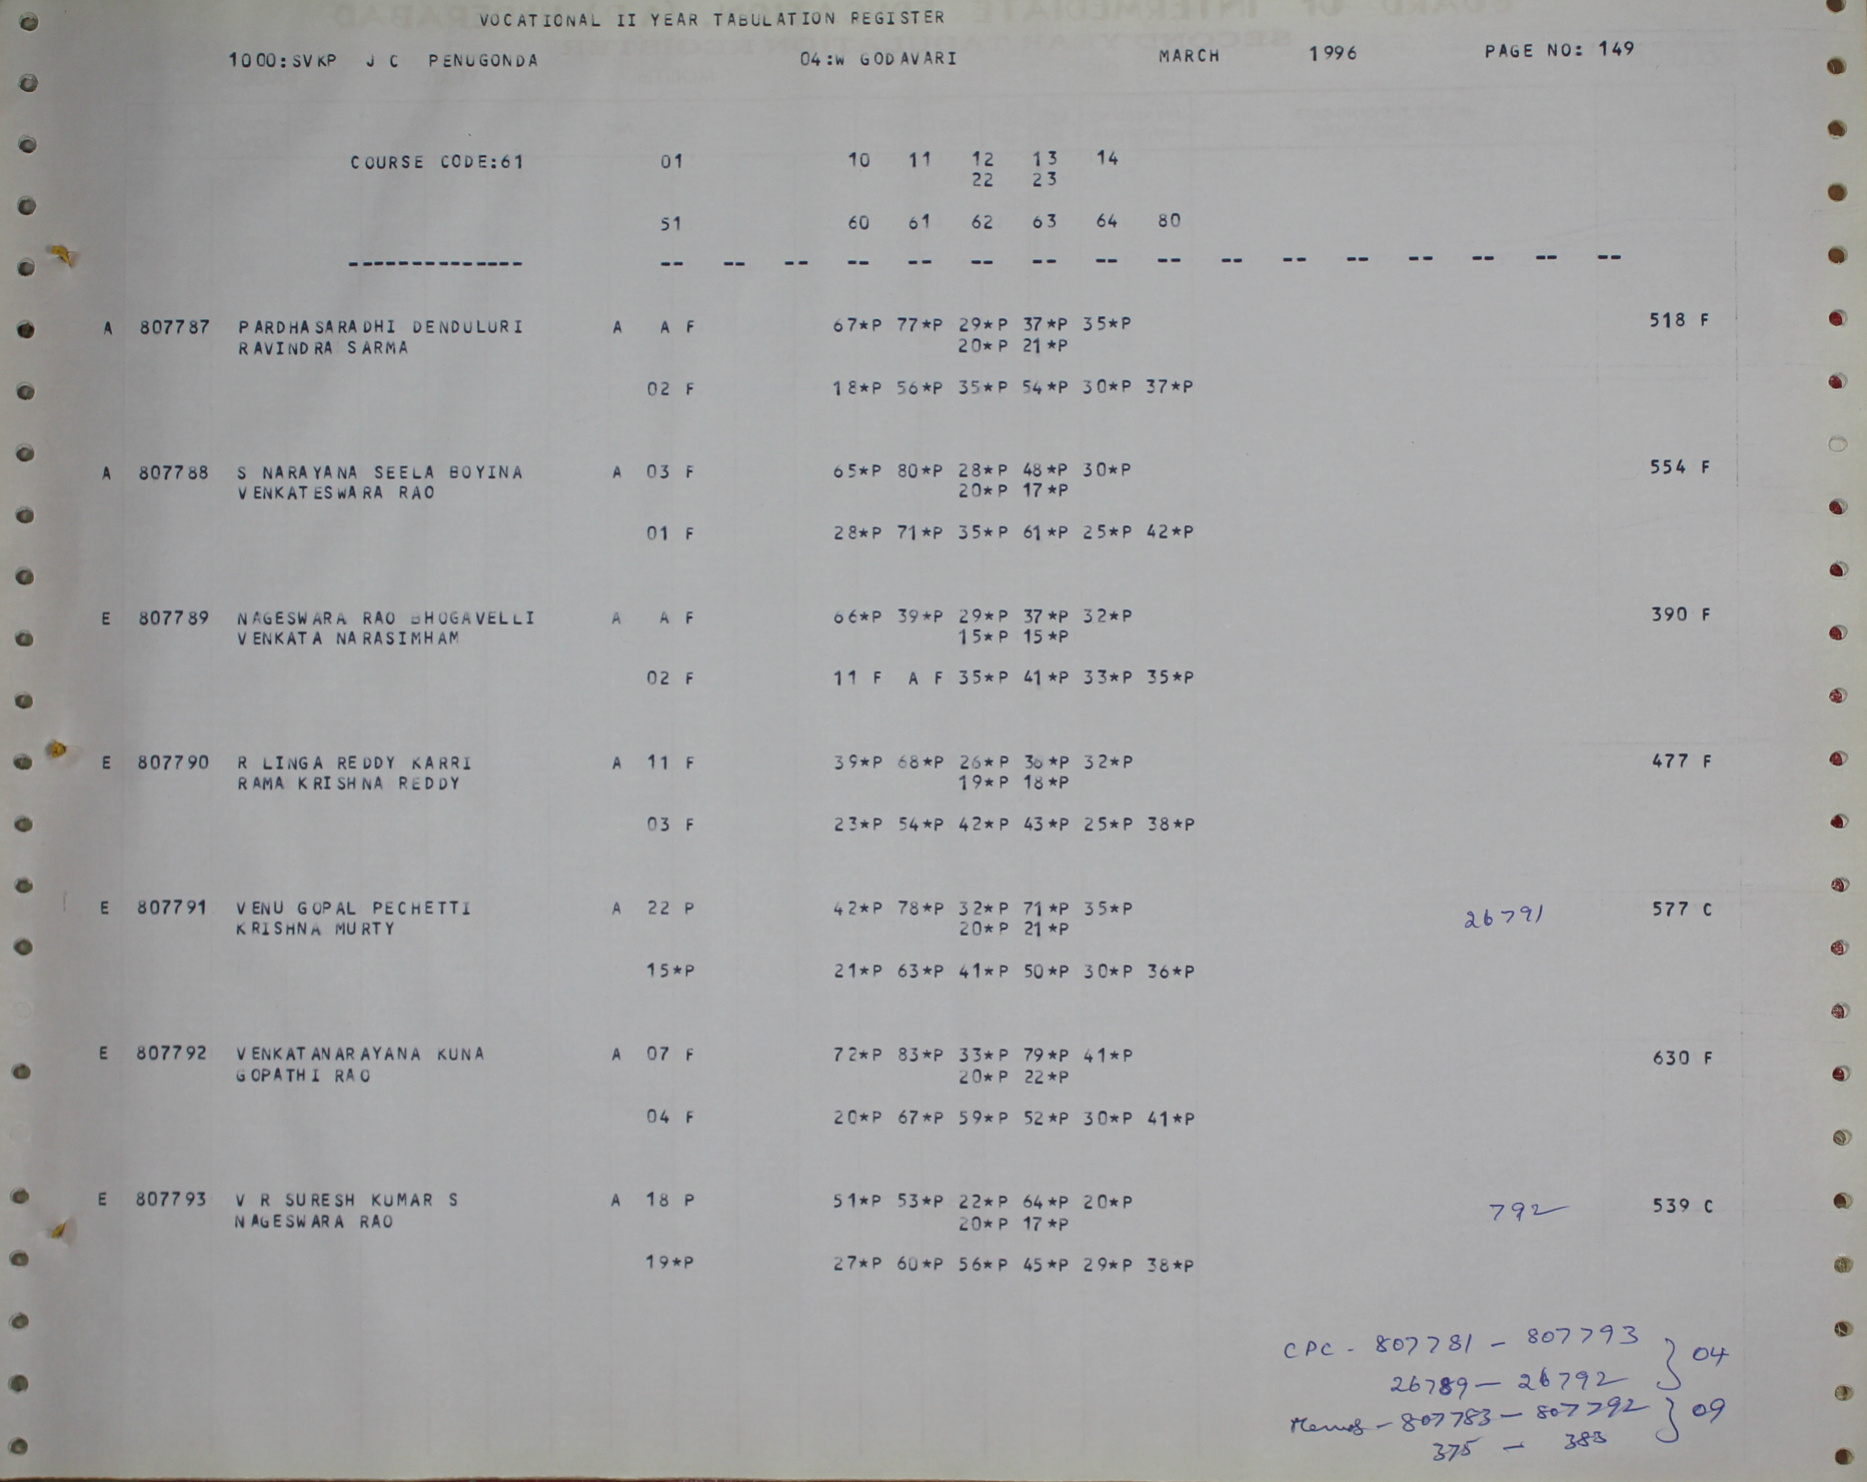 VOCATIONAL II YEAR TABULATION REGISTER
1000:SVKP J C PENUGONDA 04:W GODAVARI MARCH 1996 PAGE NO: 149
COURSE CODE:61 01 10 11 12 13 14
22 23
51 60 61 62 63 64 80
-------------- -- -- -- -- -- -- -- -- -- -- -- -- -- -- -- --
A 807787 PARDHASARADHI DENDULURI A A F 67*P 77*P 29*P 37*P 35*P 518 F
RAVINDRA SARMA 20*P 21*P
02 F 18*P 56*P 35*P 54*P 30*P 37*P
A 807788 S NARAYANA SEELA BOYINA A 03 F 65*P 80*P 28*P 48*P 30*P 554 F
VENKATESWARA RAO 20*P 17*P
01 F 28*P 71*P 35*P 61*P 25*P 42*P
E 807789 NAGESWARA RAO BHOGAVELLI A A F 66*P 39*P 29*P 37*P 32*P 390 F
VENKATA NARASIMHAM 15*P 15*P
02 F 11 F A F 35*P 41*P 33*P 35*P
E 807790 R LINGA REDDY KARRI A 11 F 39*P 68*P 26*P 36*P 32*P 477 F
RAMA KRISHNA REDDY 19*P 18*P
03 F 23*P 54*P 42*P 43*P 25*P 38*P
E 807791 VENU GOPAL PECHETTI A 22 P 42*P 78*P 32*P 71*P 35*P 26791 577 C
KRISHNA MURTY 20*P 21*P
15*P 21*P 63*P 41*P 50*P 30*P 36*P
E 807792 VENKATANARAYANA KUNA A 07 F 72*P 83*P 33*P 79*P 41*P 630 F
GOPATHI RAO 20*P 22*P
04 F 20*P 67*P 59*P 52*P 30*P 41*P
E 807793 V R SURESH KUMAR S A 18 P 51*P 53*P 22*P 64*P 20*P 792 539 C
NAGESWARA RAO 20*P 17*P
19*P 27*P 60*P 56*P 45*P 29*P 38*P
CPC - 807781 - 807793 } 04
26789 - 26792
Memos - 807783 - 807792 } 09
375 - 383